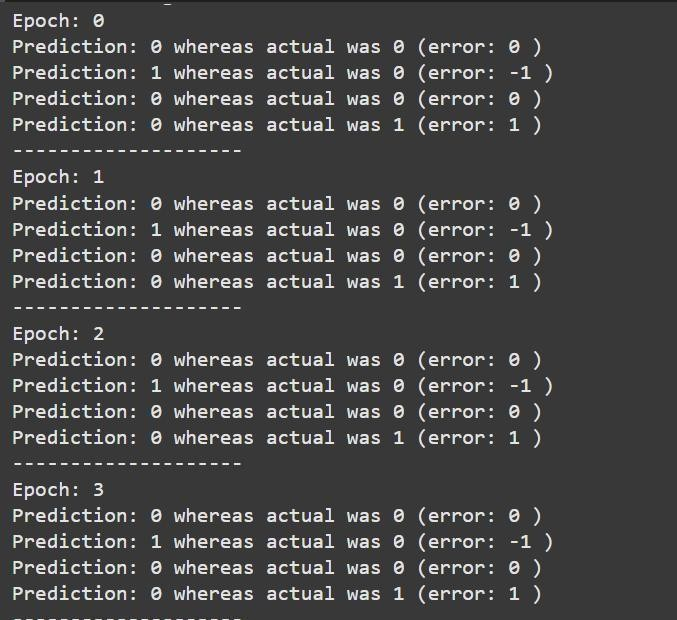 Epoch: 0
Prediction: 0 whereas actual was 0 (error: 0 )
Prediction: 1 whereas actual was 0 (error: -1 )
Prediction: 0 whereas actual was 0 (error: 0 )
Prediction: 0 whereas actual was 1 (error: 1 )
--------------------
Epoch: 1
Prediction: 0 whereas actual was 0 (error: 0 )
Prediction: 1 whereas actual was 0 (error: -1 )
Prediction: 0 whereas actual was 0 (error: 0 )
Prediction: 0 whereas actual was 1 (error: 1 )
--------------------
Epoch: 2
Prediction: 0 whereas actual was 0 (error: 0 )
Prediction: 1 whereas actual was 0 (error: -1 )
Prediction: 0 whereas actual was 0 (error: 0 )
Prediction: 0 whereas actual was 1 (error: 1 )
--------------------
Epoch: 3
Prediction: 0 whereas actual was 0 (error: 0 )
Prediction: 1 whereas actual was 0 (error: -1 )
Prediction: 0 whereas actual was 0 (error: 0 )
Prediction: 0 whereas actual was 1 (error: 1 )
--------------------